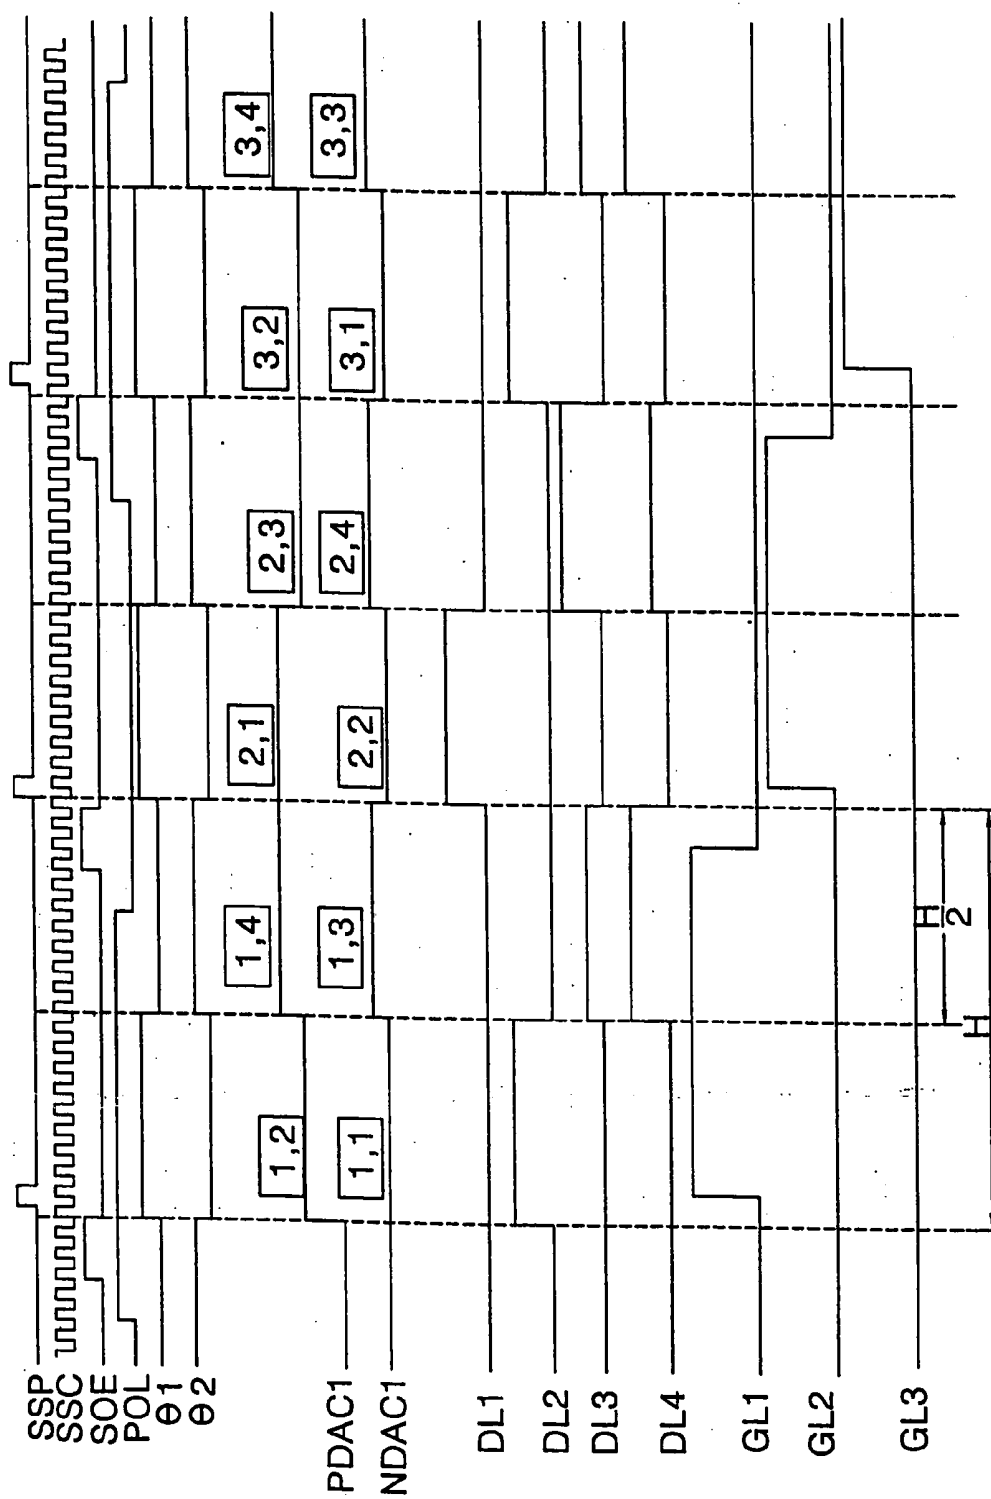 SSP
SSC
SOE
POL
θ1
θ2
PDAC1 1,2 1,4 2,1 2,3 3,2 3,4
NDAC1 1,1 1,3 2,2 2,4 3,1 3,3
DL1
DL2
DL3
DL4
GL1
GL2
GL3
H
2
H